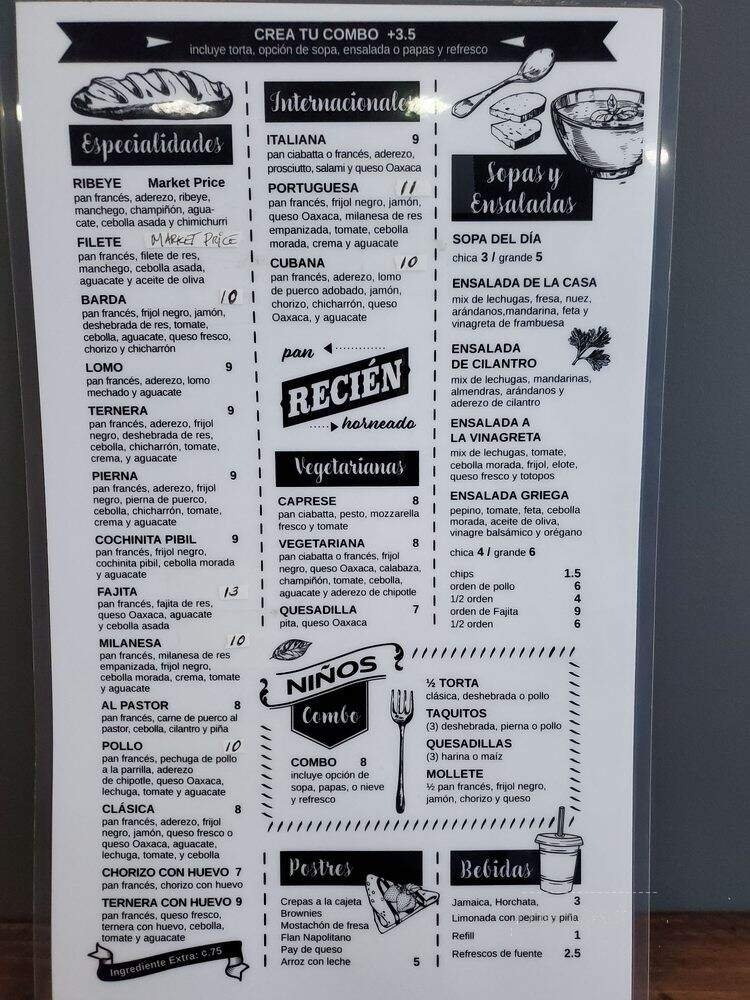 CREA TU COMBO +3.5
incluye torta, opción de sopa, ensalada o papas y refresco
Especialidades
RIBEYE Market Price
pan francés, aderezo, ribeye,
manchego, champiñón, agua-
cate, cebolla asada y chimichurri
FILETE MARKET PRICE
pan francés, filete de res,
manchego, cebolla asada,
aguacate y aceite de oliva
BARDA 10
pan francés, frijol negro, jamón,
deshebrada de res, tomate,
cebolla, aguacate, queso fresco,
chorizo y chicharrón
LOMO 9
pan francés, aderezo, lomo
mechado y aguacate
TERNERA 9
pan francés, aderezo, frijol
negro, deshebrada de res,
cebolla, chicharrón, tomate,
crema, y aguacate
PIERNA 9
pan francés, aderezo, frijol
negro, pierna de puerco,
cebolla, chicharrón, tomate,
crema y aguacate
COCHINITA PIBIL 9
pan francés, frijol negro,
cochinita pibil, cebolla morada
y aguacate
FAJITA 13
pan francés, fajita de res,
queso Oaxaca, aguacate
y cebolla asada
MILANESA 10
pan francés, milanesa de res
empanizada, frijol negro,
cebolla morada, crema, tomate
y aguacate
AL PASTOR 8
pan francés, carne de puerco al
pastor, cebolla, cilantro y piña
POLLO 10
pan francés, pechuga de pollo
a la parrilla, aderezo
de chipotle, queso Oaxaca,
lechuga, tomate y aguacate
CLÁSICA 8
pan francés, aderezo, frijol
negro, jamón, queso fresco o
queso Oaxaca, aguacate,
lechuga, tomate, y cebolla
CHORIZO CON HUEVO 7
pan francés, chorizo con huevo
TERNERA CON HUEVO 9
pan francés, queso fresco,
ternera con huevo, cebolla,
tomate y aguacate
Ingrediente Extra: ¢.75
Internacionales
ITALIANA 9
pan ciabatta o francés, aderezo,
prosciutto, salami y queso Oaxaca
PORTUGUESA 11
pan francés, frijol negro, jamón,
queso Oaxaca, milanesa de res
empanizada, tomate, cebolla
morada, crema y aguacate
CUBANA 10
pan francés, aderezo, lomo
de puerco adobado, jamón,
chorizo, chicharrón, queso
Oaxaca, y aguacate
pan
RECIÉN
horneado
Vegetarianas
CAPRESE 8
pan ciabatta, pesto, mozzarella
fresco y tomate
VEGETARIANA 8
pan ciabatta o francés, frijol
negro, queso Oaxaca, calabaza,
champiñón, tomate, cebolla,
aguacate y aderezo de chipotle
QUESADILLA 7
pita, queso Oaxaca
Sopas y
Ensaladas
SOPA DEL DÍA
chica 3 / grande 5
ENSALADA DE LA CASA
mix de lechugas, fresa, nuez,
arándanos,mandarina, feta y
vinagreta de frambuesa
ENSALADA
DE CILANTRO
mix de lechugas, mandarinas,
almendras, arándanos y
aderezo de cilantro
ENSALADA A
LA VINAGRETA
mix de lechugas, tomate,
cebolla morada, frijol, elote,
queso fresco y totopos
ENSALADA GRIEGA
pepino, tomate, feta, cebolla
morada, aceite de oliva,
vinagre balsámico y orégano
chica 4 / grande 6
chips 1.5
orden de pollo 6
1/2 orden 4
orden de Fajita 9
1/2 orden 6
NIÑOS
Combo
COMBO 8
incluye opción de
sopa, papas, o nieve
y refresco
½ TORTA
clásica, deshebrada o pollo
TAQUITOS
(3) deshebrada, pierna o pollo
QUESADILLAS
(3) harina o maíz
MOLLETE
½ pan francés, frijol negro,
jamón, chorizo y queso
Postres
Crepas a la cajeta
Brownies
Mostachón de fresa
Flan Napolitano
Pay de queso
Arroz con leche 5
Bebidas
Jamaica, Horchata, 3
Limonada con pepino y piña
Refill 1
Refrescos de fuente 2.5